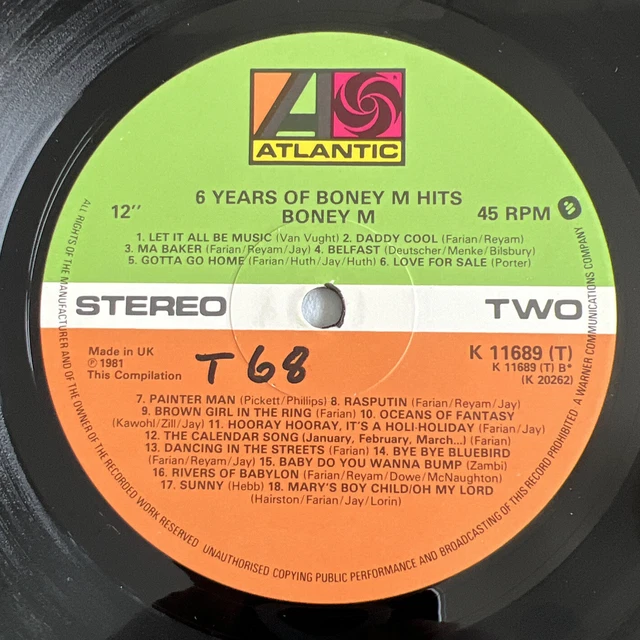 ATLANTIC
6 YEARS OF BONEY M HITS
12" BONEY M 45 RPM
1. LET IT ALL BE MUSIC (Van Vught) 2. DADDY COOL (Farian/Reyam)
3. MA BAKER (Farian/Reyam/Jay) 4. BELFAST (Deutscher/Menke/Bilsbury)
5. GOTTA GO HOME (Farian/Huth/Jay/Huth) 6. LOVE FOR SALE (Porter)
STEREO TWO
Made in UK
℗ 1981
This Compilation
T 68
K 11689 (T)
K 11689 (T) B*
(K 20262)
7. PAINTER MAN (Pickett/Phillips) 8. RASPUTIN (Farian/Reyam/Jay)
9. BROWN GIRL IN THE RING (Farian) 10. OCEANS OF FANTASY
(Kawohl/Zill/Jay) 11. HOORAY HOORAY, IT'S A HOLI-HOLIDAY (Farian/Jay)
12. THE CALENDAR SONG (January, February, March...) (Farian)
13. DANCING IN THE STREETS (Farian) 14. BYE BYE BLUEBIRD
(Farian/Reyam/Jay) 15. BABY DO YOU WANNA BUMP (Zambi)
16. RIVERS OF BABYLON (Farian/Reyam/Dowe/McNaughton)
17. SUNNY (Hebb) 18. MARY'S BOY CHILD/OH MY LORD
(Hairston/Farian/Jay/Lorin)
ALL RIGHTS OF THE MANUFACTURER AND OF THE OWNER OF THE RECORDED WORK RESERVED UNAUTHORISED COPYING PUBLIC PERFORMANCE AND BROADCASTING OF THIS RECORD PROHIBITED A WARNER COMMUNICATIONS COMPANY